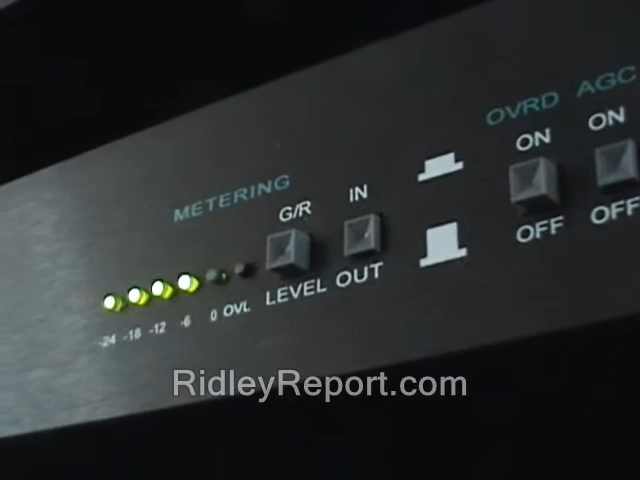 METERING
G/R
IN
LEVEL
OUT
-24 -18 -12 -6 0 OVL
OVRD
ON
OFF
AGC
ON
OFF
RidleyReport.com